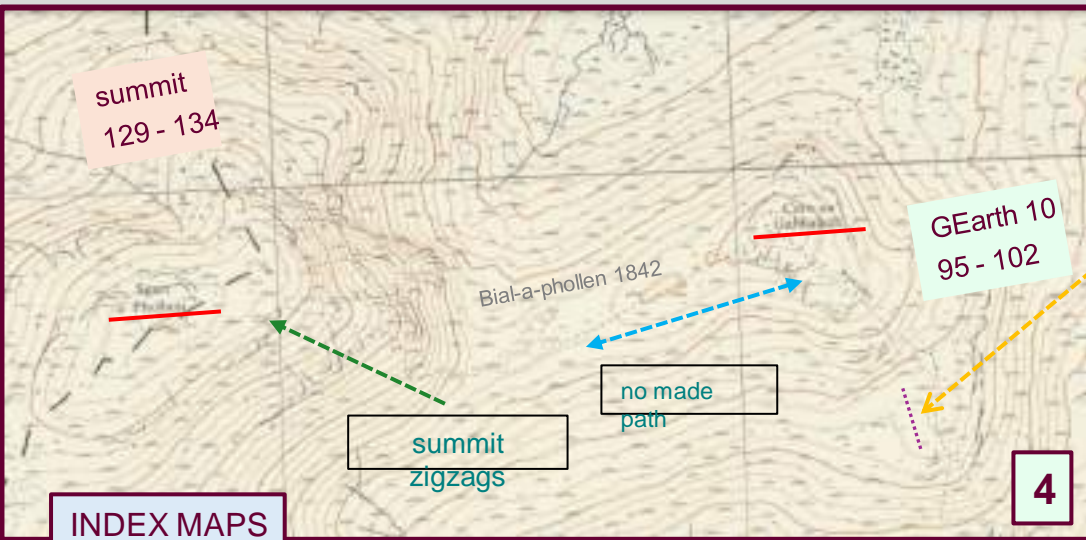 summit
129 - 134
GEarth 10
95 - 102
Bial-a-phollen 1842
no made
path
summit
zigzags
4
INDEX MAPS